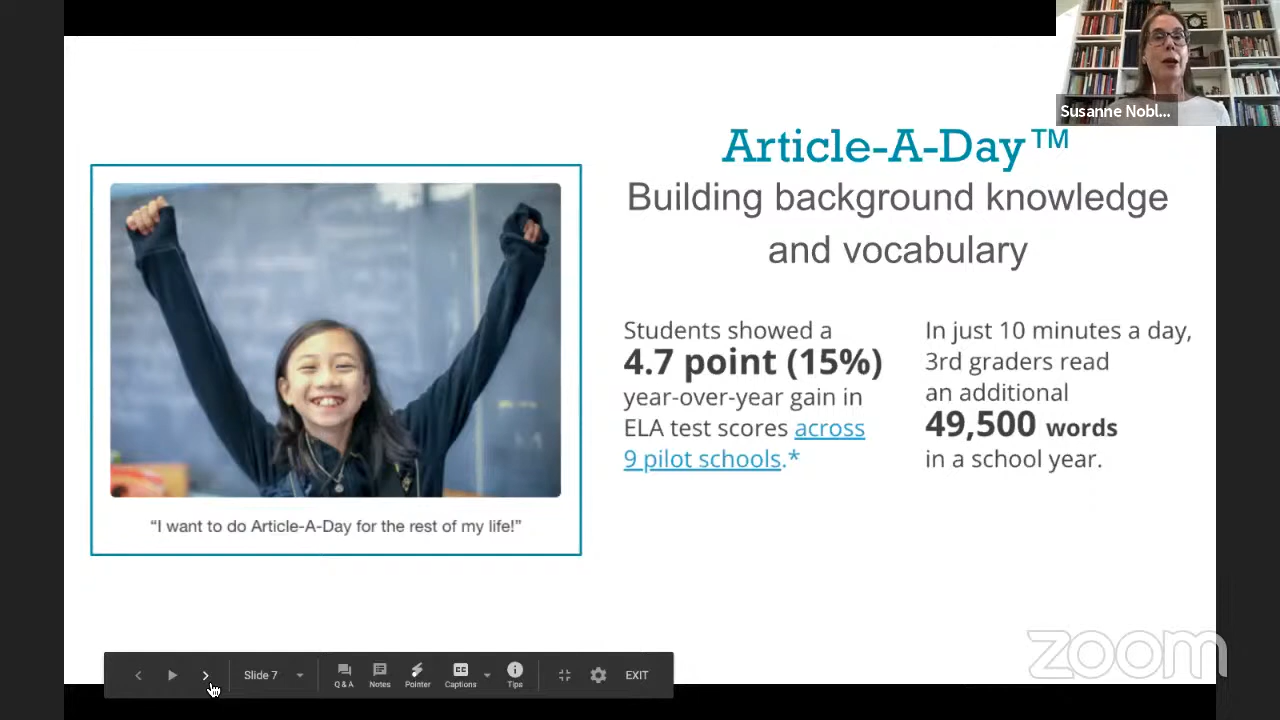 Susanne Nobl...
Article-A-Day™
Building background knowledge
and vocabulary
Students showed a
4.7 point (15%)
year-over-year gain in
ELA test scores across
9 pilot schools.*
In just 10 minutes a day,
3rd graders read
an additional
49,500 words
in a school year.
“I want to do Article-A-Day for the rest of my life!”
zoom
Slide 7
Q & A
Notes
Pointer
CC
Captions
Tips
EXIT